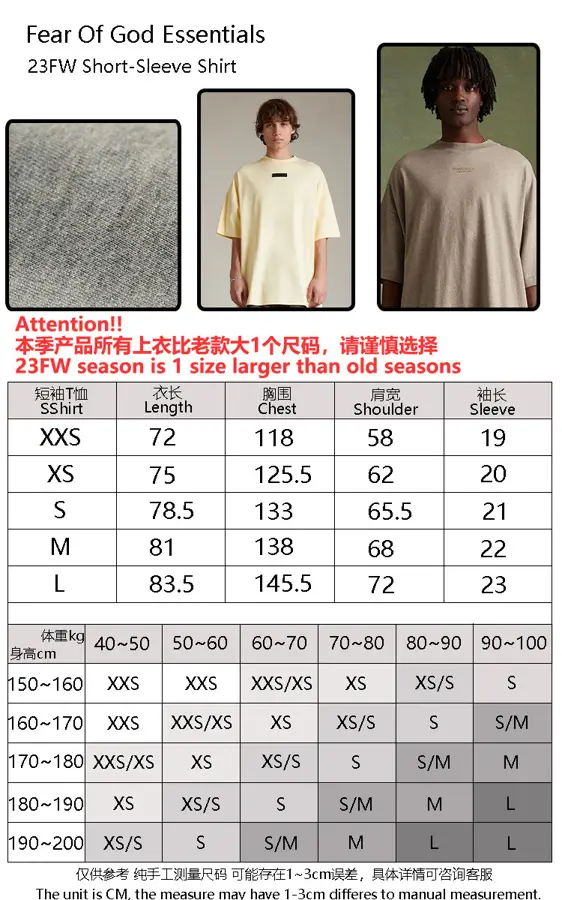 Fear Of God Essentials
23FW Short-Sleeve Shirt
Attention!!
本季产品所有上衣比老款大1个尺码，请谨慎选择
23FW season is 1 size larger than old seasons
短袖T恤 衣长 胸围 肩宽 袖长
SShirt Length Chest Shoulder Sleeve
XXS 72 118 58 19
XS 75 125.5 62 20
S 78.5 133 65.5 21
M 81 138 68 22
L 83.5 145.5 72 23
体重kg
身高cm 40~50 50~60 60~70 70~80 80~90 90~100
150~160 XXS XXS XXS/XS XS XS/S S
160~170 XXS XXS/XS XS XS/S S S/M
170~180 XXS/XS XS XS/S S S/M M
180~190 XS XS/S S S/M M L
190~200 XS/S S S/M M L L
仅供参考 纯手工测量尺码 可能存在1~3cm误差，具体详情可咨询客服
The unit is CM, the measure may have 1-3cm differes to manual measurement.